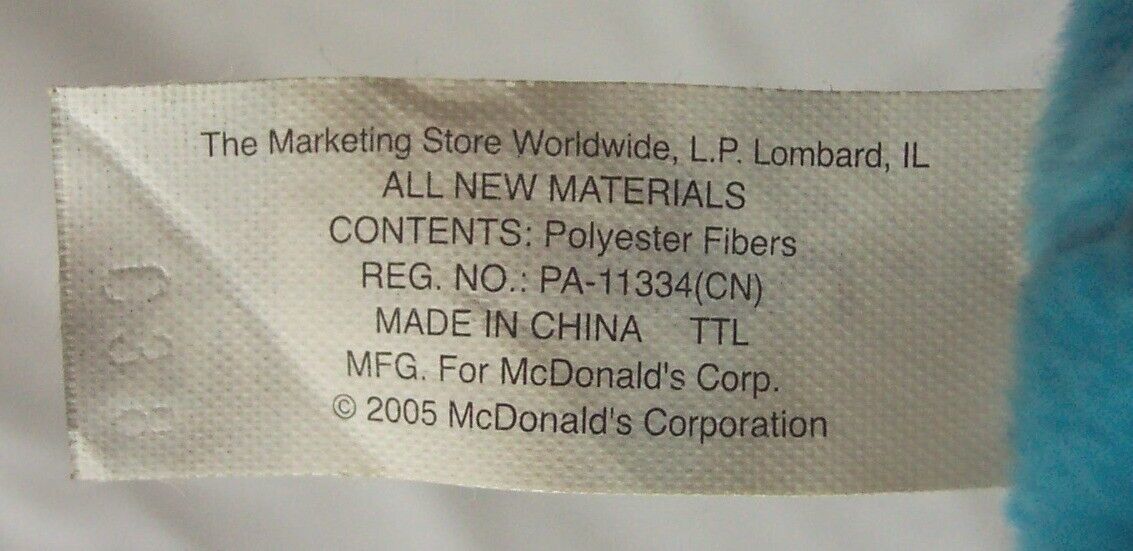 The Marketing Store Worldwide, L.P. Lombard, IL
ALL NEW MATERIALS
CONTENTS: Polyester Fibers
REG. NO.: PA-11334(CN)
MADE IN CHINA TTL
MFG. For McDonald's Corp.
© 2005 McDonald's Corporation